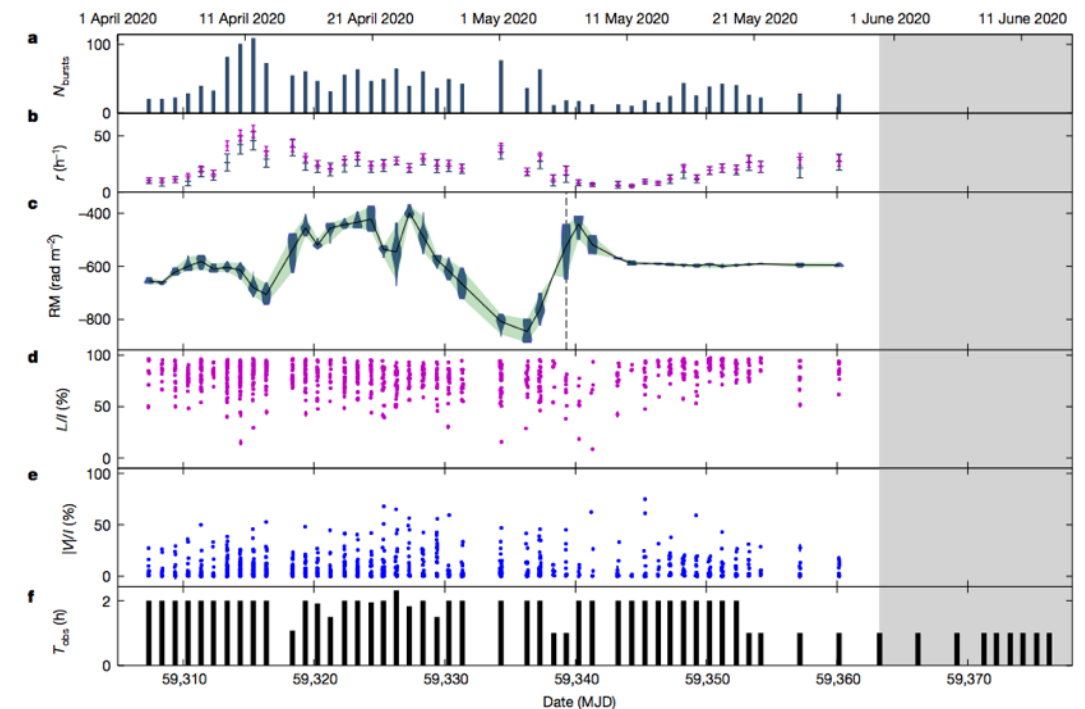 1 April 2020 11 April 2020 21 April 2020 1 May 2020 11 May 2020 21 May 2020 1 June 2020 11 June 2020
a
100
0
N_bursts
b
50
0
r (h⁻¹)
c
−400
−600
−800
RM (rad m⁻²)
d
100
50
0
L/I (%)
e
100
50
0
|V|/I (%)
f
2
0
T_obs (h)
59,310 59,320 59,330 59,340 59,350 59,360 59,370
Date (MJD)